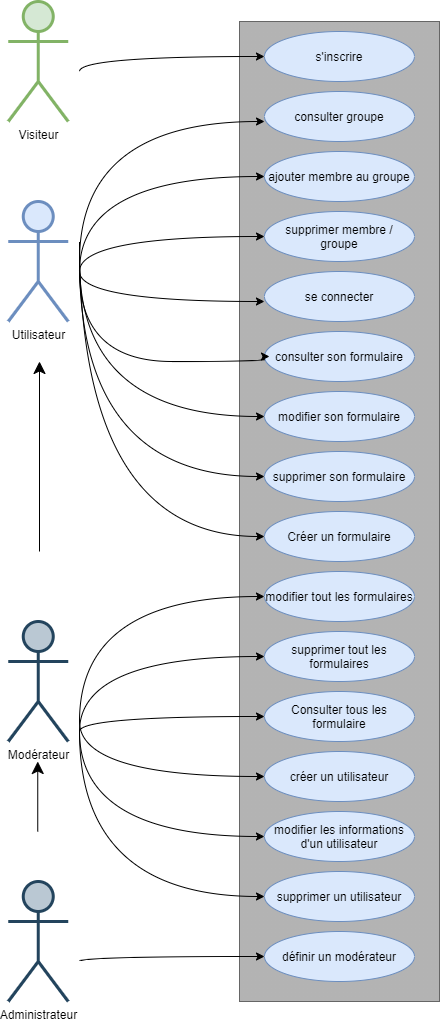 s'inscrire
Visiteur
consulter groupe
ajouter membre au groupe
supprimer membre /
groupe
se connecter
Utilisateur
consulter son formulaire
modifier son formulaire
supprimer son formulaire
Créer un formulaire
modifier tout les formulaires
supprimer tout les
formulaires
Consulter tous les
formulaire
Modérateur
créer un utilisateur
modifier les informations
d'un utilisateur
supprimer un utilisateur
définir un modérateur
Administrateur